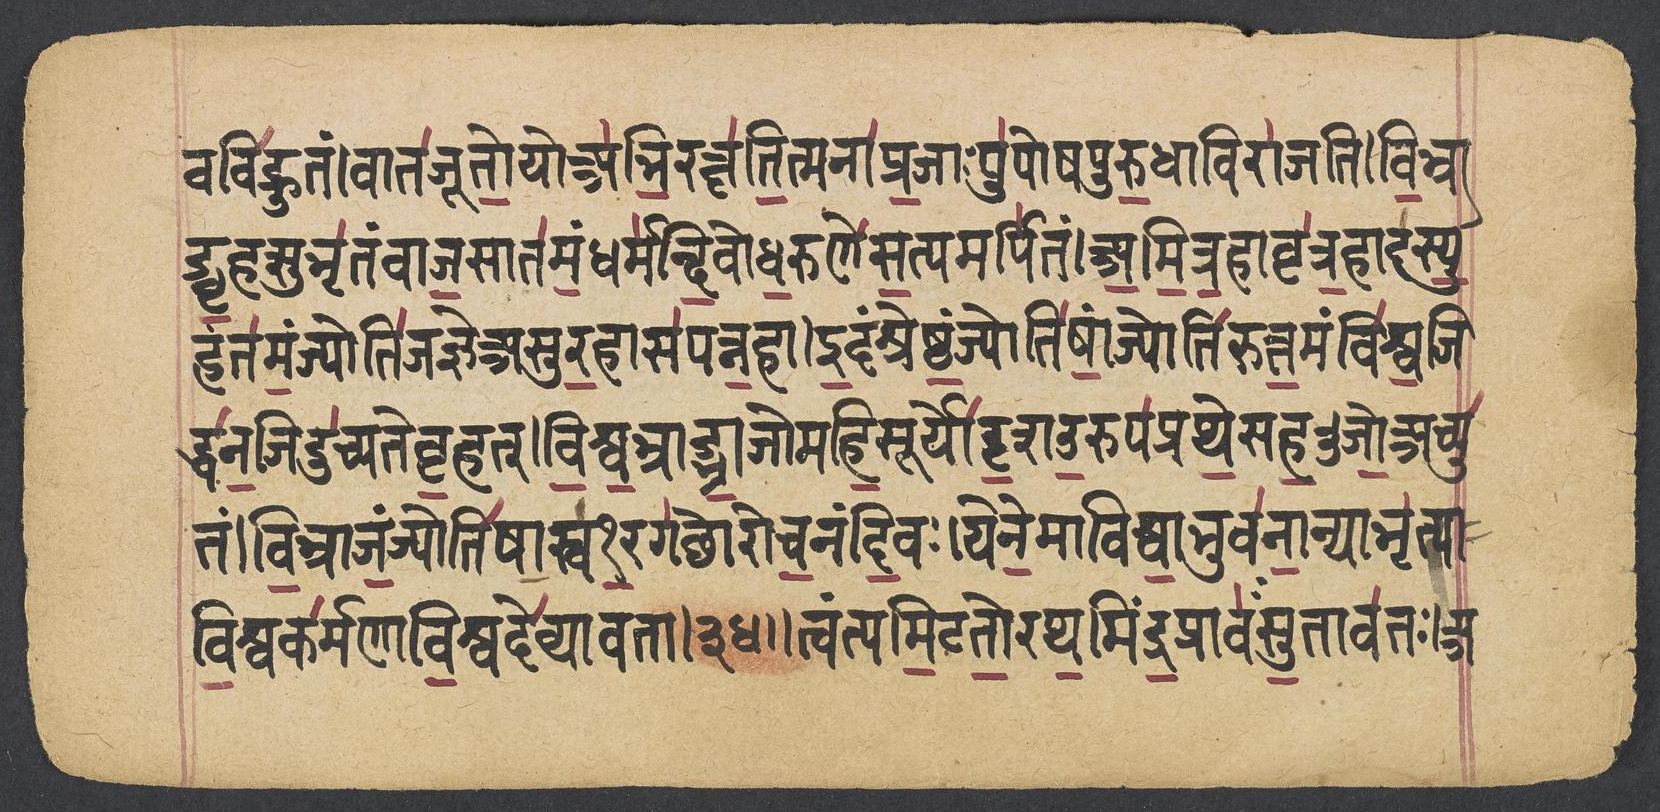 वविह्रुतं।वातजूतोयोअभिरक्षतित्मनाप्रजाःपुपोषपुरुधाविराजति।विभ्रा
ड्बृहत्सुभृतंवाजसातमंधर्मन्दिवोधरुणेसत्यमर्पितं।अमित्रहावृत्रहादस्यु
हंतमंज्योतिर्जज्ञेअसुरहासपत्नहा।इदंश्रेष्ठंज्योतिषांज्योतिरुत्तमंविश्वजि
द्धनजिदुच्यतेबृहत्।विश्वभ्राड्भ्राजोमहिसूर्योदृशउरुपप्रथेसहओजोअच्यु
तं।विभ्राजंज्योतिषास्व१रगछोरोचनंदिवः।येनेमाविश्वाभुवनान्याभृत्या
विश्वकर्मणाविश्वदेव्यावता।३४॥त्वंत्यमिटतोरथमिंद्रप्रावंसुतावतः।अ